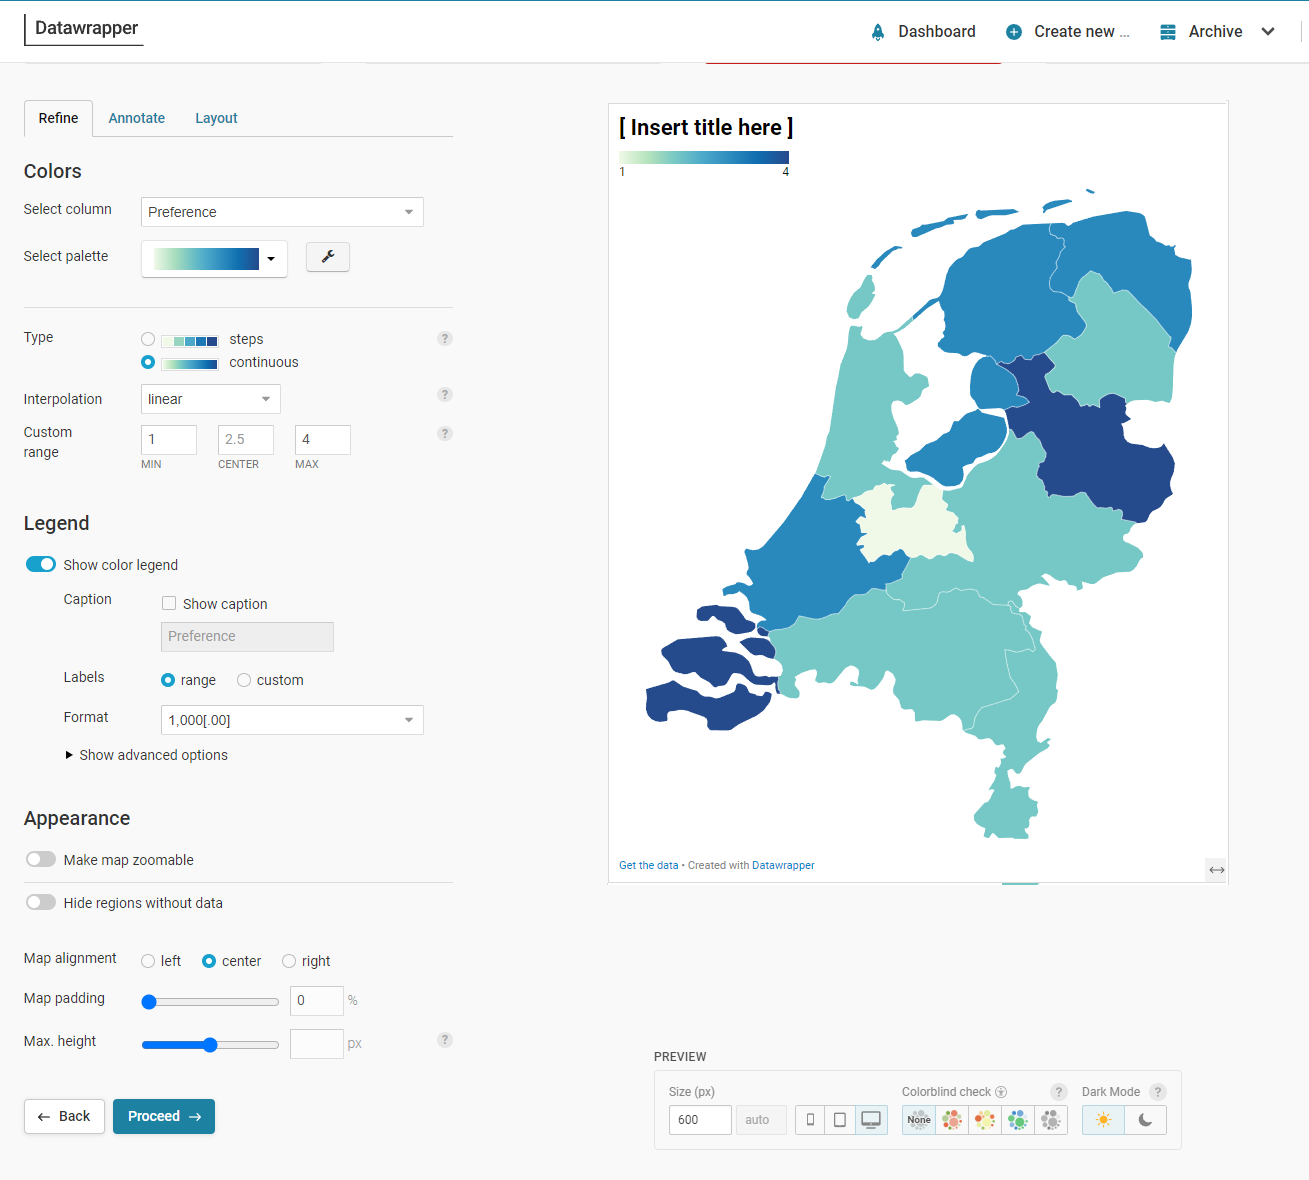 Datawrapper
Dashboard
Create new ...
Archive
Refine
Annotate
Layout
Colors
Select column
Preference
Select palette
Type
steps
?
continuous
Interpolation
linear
?
Custom range
1
2.5
4
?
MIN
CENTER
MAX
Legend
Show color legend
Caption
Show caption
Preference
Labels
range
custom
Format
1,000[.00]
Show advanced options
Appearance
Make map zoomable
Hide regions without data
Map alignment
left
center
right
Map padding
0
%
Max. height
px
?
← Back
Proceed →
[ Insert title here ]
1
4
Get the data • Created with Datawrapper
PREVIEW
Size (px)
Colorblind check
?
Dark Mode
?
600
auto
None